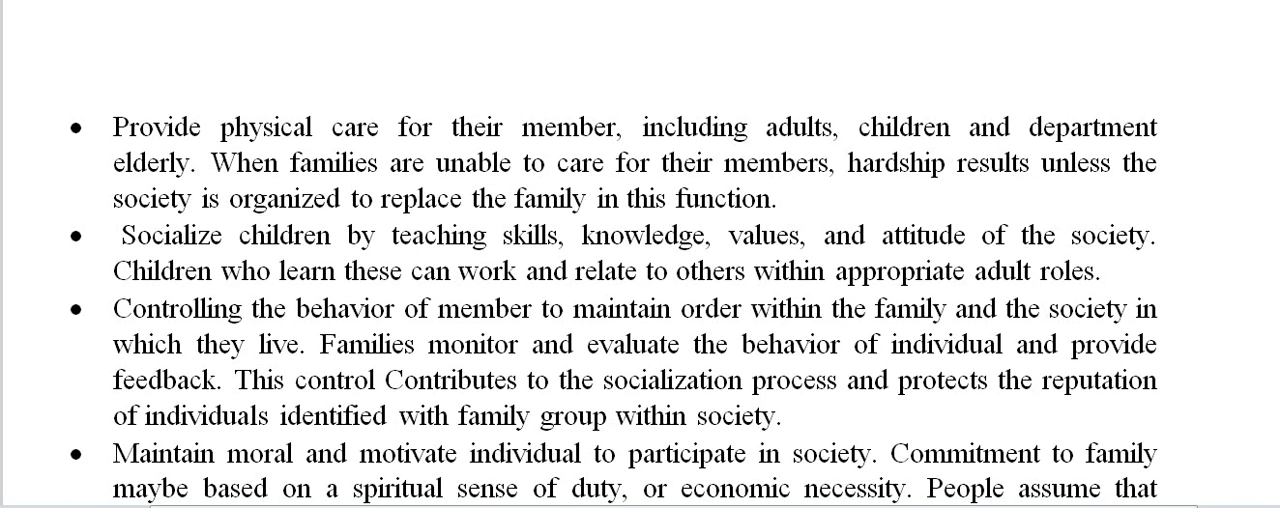 • Provide physical care for their member, including adults, children and department
elderly. When families are unable to care for their members, hardship results unless the
society is organized to replace the family in this function.
• Socialize children by teaching skills, knowledge, values, and attitude of the society.
Children who learn these can work and relate to others within appropriate adult roles.
• Controlling the behavior of member to maintain order within the family and the society in
which they live. Families monitor and evaluate the behavior of individual and provide
feedback. This control Contributes to the socialization process and protects the reputation
of individuals identified with family group within society.
• Maintain moral and motivate individual to participate in society. Commitment to family
maybe based on a spiritual sense of duty, or economic necessity. People assume that